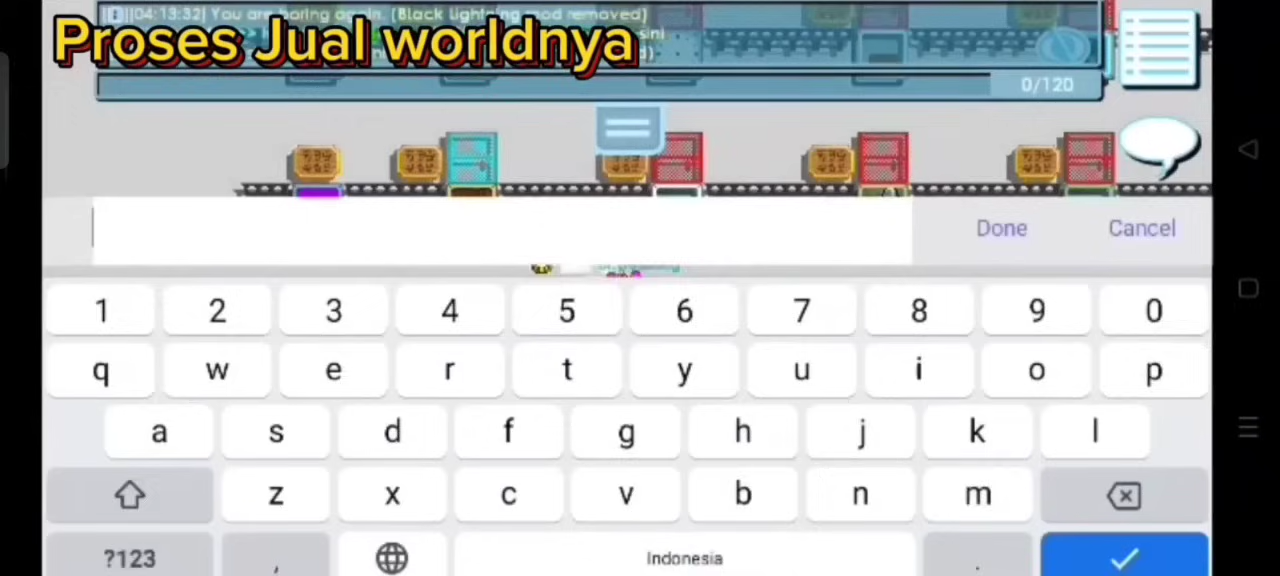 [04:13:32] You are boring again. (Black Lightning mod removed)
sini
Proses Jual worldnya
0/120
Done
Cancel
1 2 3 4 5 6 7 8 9 0
q w e r t y u i o p
a s d f g h j k l
z x c v b n m
?123 , Indonesia .